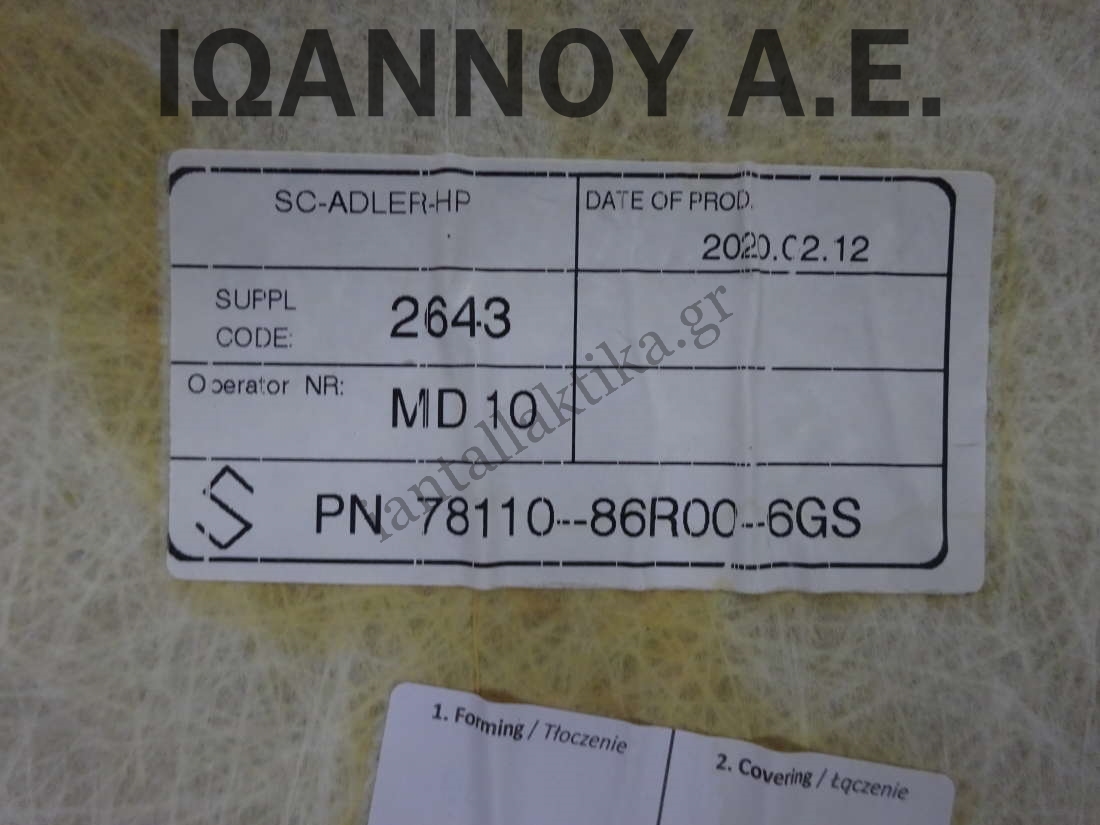 ΙΩΑΝΝΟΥ Α.Ε.
SC-ADLER-HP
DATE OF PROD.
2020.02.12
SUPPL
CODE:
2643
Operator NR:
MD 10
iantallaktika.gr
PN 78110--86R00--6GS
1. Forming / Tłoczenie
2. Covering / Łączenie